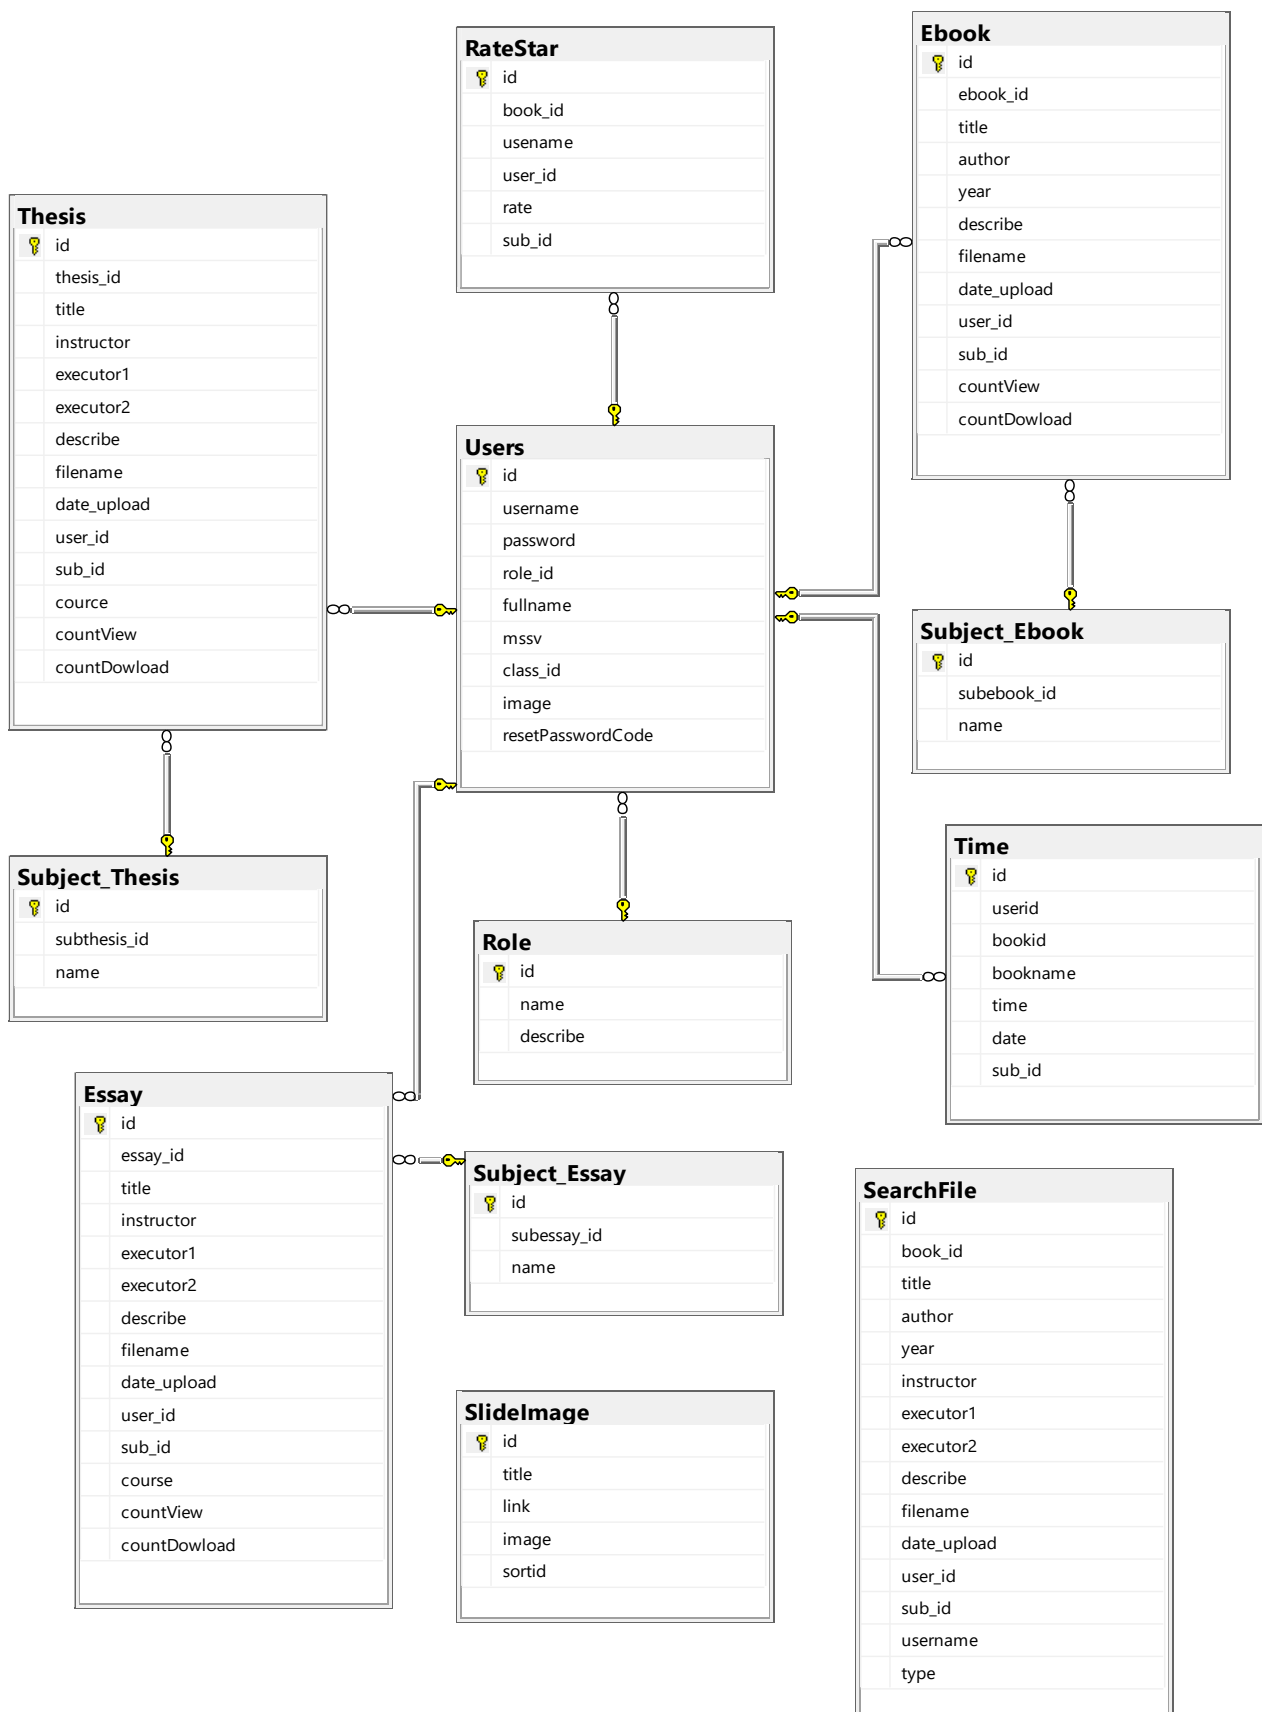 RateStar
id
book_id
usename
user_id
rate
sub_id
Ebook
id
ebook_id
title
author
year
describe
filename
date_upload
user_id
sub_id
countView
countDowload
Thesis
id
thesis_id
title
instructor
executor1
executor2
describe
filename
date_upload
user_id
sub_id
cource
countView
countDowload
Users
id
username
password
role_id
fullname
mssv
class_id
image
resetPasswordCode
Subject_Ebook
id
subebook_id
name
Time
id
userid
bookid
bookname
time
date
sub_id
Subject_Thesis
id
subthesis_id
name
Role
id
name
describe
Essay
id
essay_id
title
instructor
executor1
executor2
describe
filename
date_upload
user_id
sub_id
course
countView
countDowload
Subject_Essay
id
subessay_id
name
SlideImage
id
title
link
image
sortid
SearchFile
id
book_id
title
author
year
instructor
executor1
executor2
describe
filename
date_upload
user_id
sub_id
username
type